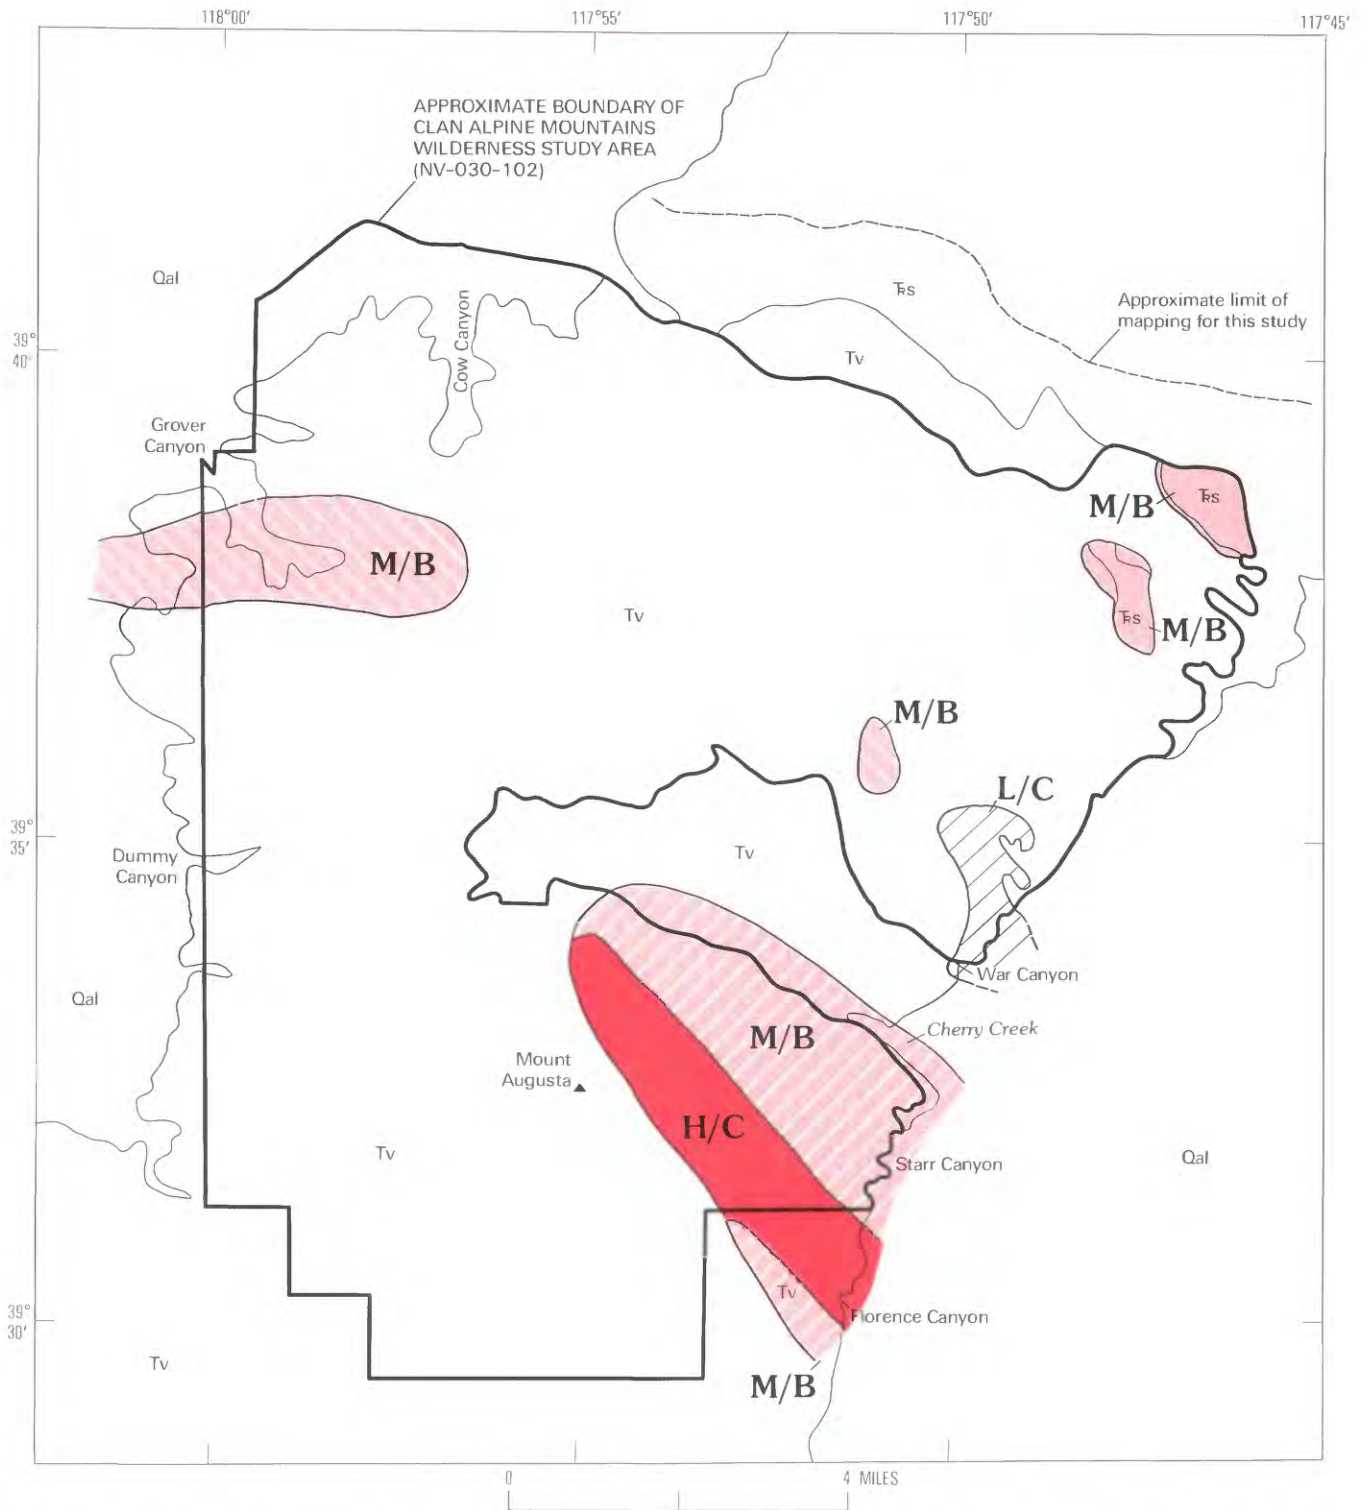 118°00′
117°55′
117°50′
117°45′
APPROXIMATE BOUNDARY OF
CLAN ALPINE MOUNTAINS
WILDERNESS STUDY AREA
(NV-030-102)
Qal
Cow Canyon
T̅s
Approximate limit of
mapping for this study
39°
40′
Tv
Grover
Canyon
M/B
T̅s
M/B
Tv
T̅s
M/B
M/B
L/C
39°
35′
Dummy
Canyon
Tv
War Canyon
Qal
Cherry Creek
M/B
Mount
Augusta
H/C
Tv
Starr Canyon
Qal
Tv
39°
30′
Florence Canyon
Tv
M/B
0
4 MILES